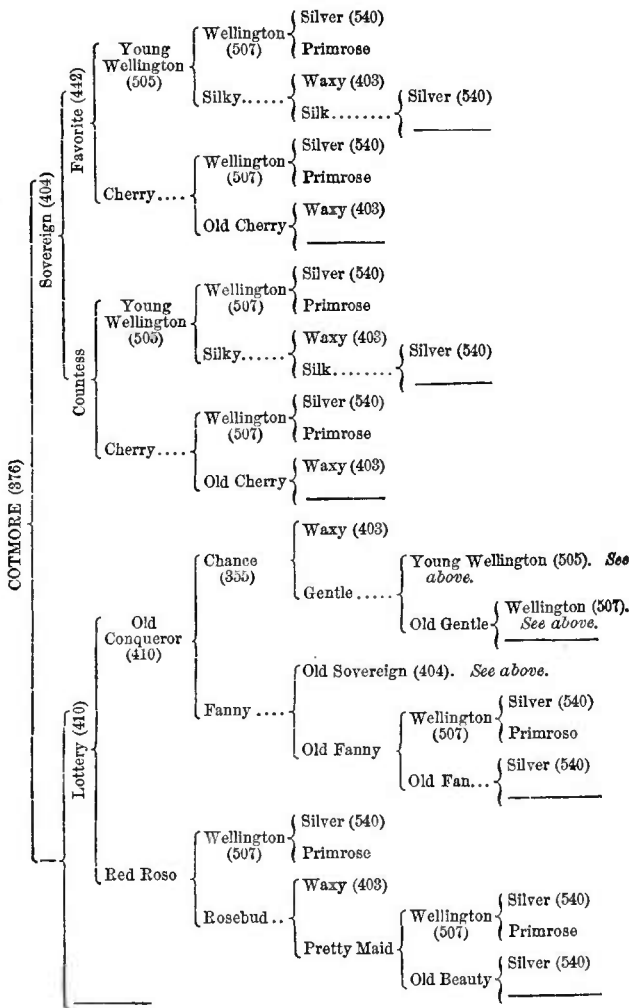 Silver (540)
Wellington
(507)
Primrose
Young
Wellington
(505)
Waxy (403)
Silky......
Silk........
Silver (540)
Favorite (442)
Silver (540)
Wellington
(507)
Primrose
Cherry....
Waxy (403)
Old Cherry
Sovereign (404)
Silver (540)
Wellington
(507)
Primrose
Young
Wellington
(505)
Waxy (403)
Silky......
Silk........
Silver (540)
Countess
Silver (540)
Wellington
(507)
Primrose
Cherry....
Waxy (403)
Old Cherry
COTMORE (376)
Waxy (403)
Chance
(355)
Gentle .....
Young Wellington (505). See
above.
Old Gentle
Wellington (507).
See above.
Old
Conqueror
(410)
Old Sovereign (404). See above.
Fanny ....
Old Fanny
Wellington
(507)
Silver (540)
Primroso
Old Fan...
Silver (540)
Lottery (410)
Silver (540)
Wellington
(507)
Primrose
Red Roso
Waxy (403)
Rosebud ..
Pretty Maid
Wellington
(507)
Silver (540)
Primrose
Old Beauty
Silver (540)